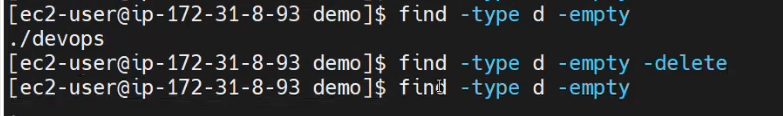 [ec2-user@ip-172-31-8-93 demo]$ find -type d -empty
./devops
[ec2-user@ip-172-31-8-93 demo]$ find -type d -empty -delete
[ec2-user@ip-172-31-8-93 demo]$ find -type d -empty